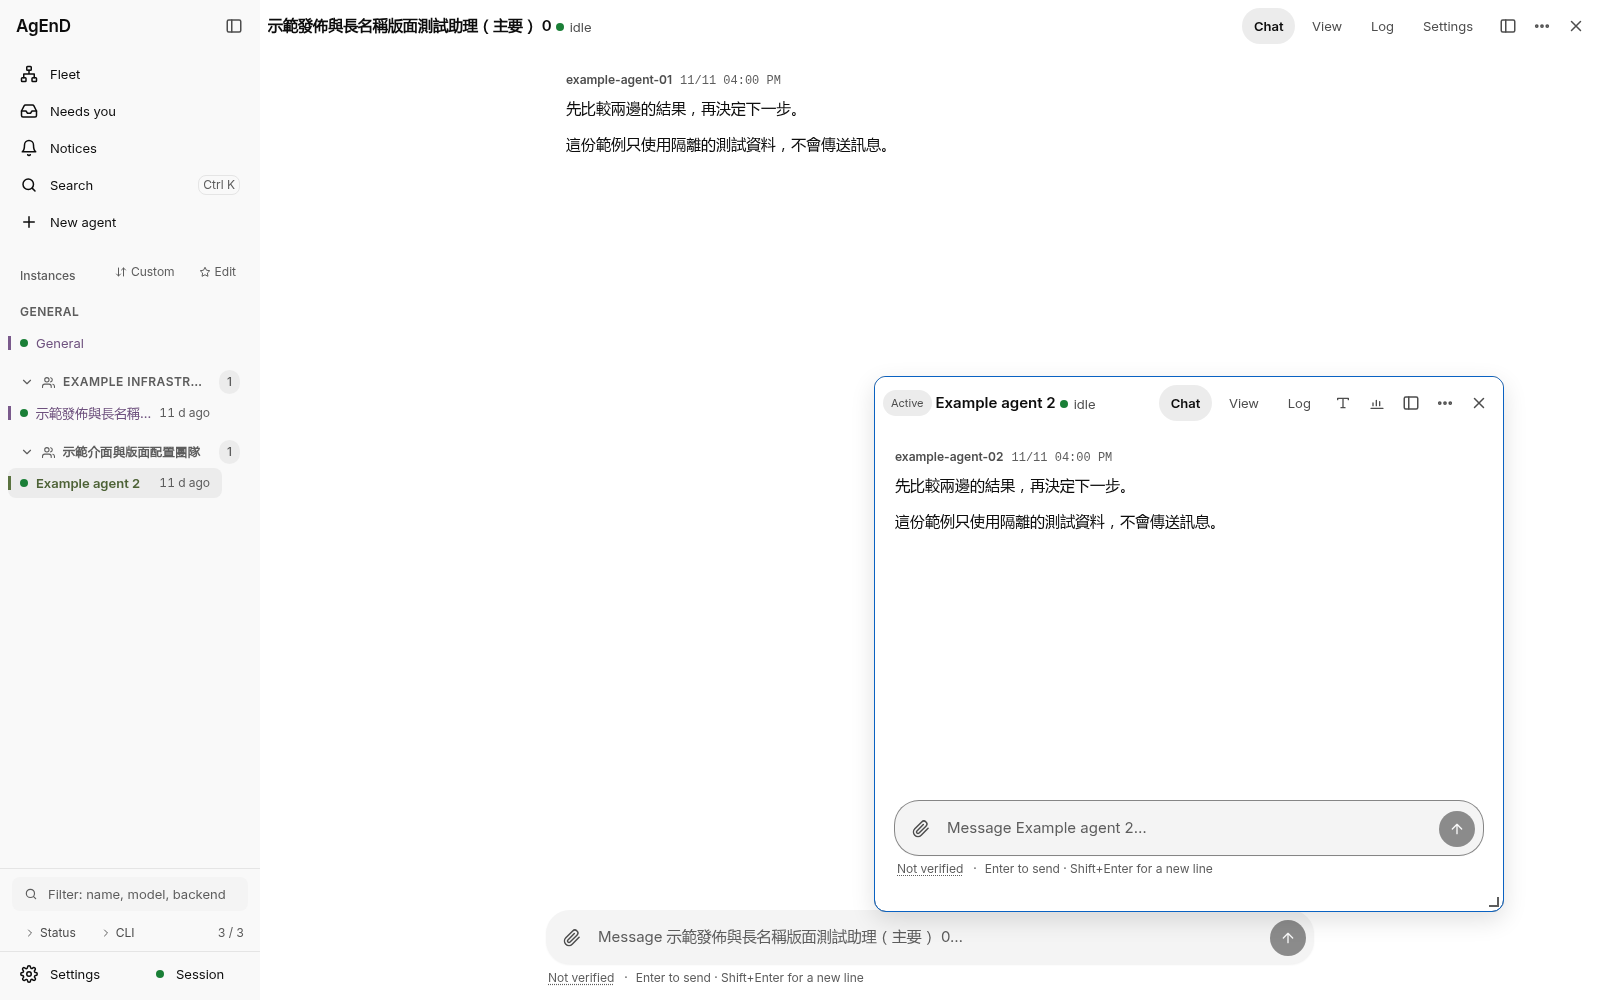 AgEnD
Fleet
Needs you
Notices
Search Ctrl K
New agent
Instances Custom Edit
GENERAL
General
EXAMPLE INFRASTR... 1
示範發佈與長名稱... 11 d ago
示範介面與版面配置團隊 1
Example agent 2 11 d ago
Filter: name, model, backend
Status CLI 3 / 3
Settings Session
示範發佈與長名稱版面測試助理（主要） 0 idle Chat View Log Settings
example-agent-01 11/11 04:00 PM
先比較兩邊的結果，再決定下一步。
這份範例只使用隔離的測試資料，不會傳送訊息。
Active Example agent 2 idle Chat View Log
example-agent-02 11/11 04:00 PM
先比較兩邊的結果，再決定下一步。
這份範例只使用隔離的測試資料，不會傳送訊息。
Message Example agent 2...
Not verified · Enter to send · Shift+Enter for a new line
Message 示範發佈與長名稱版面測試助理（主要） 0...
Not verified · Enter to send · Shift+Enter for a new line